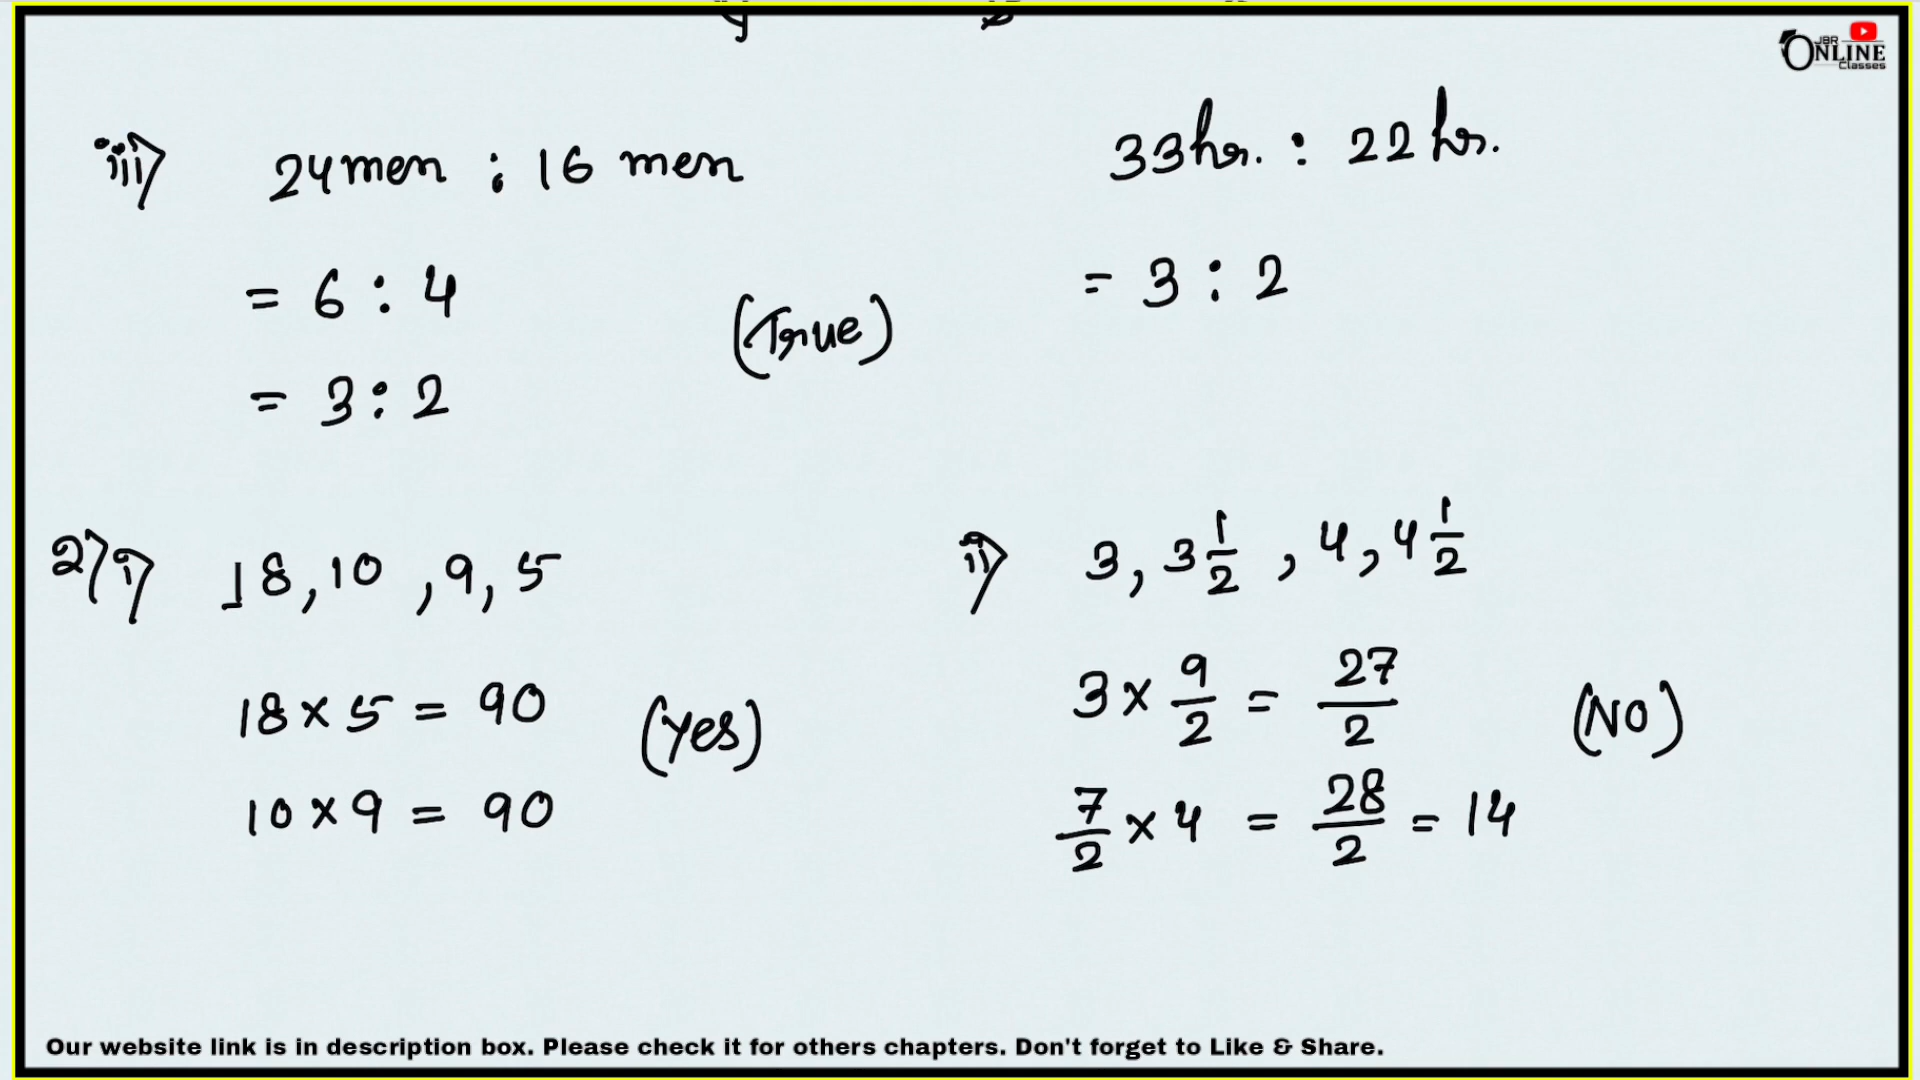 JBR
ONLINE
Classes
iii) 24 men : 16 men
= 6 : 4
= 3 : 2
(True)
33 hr. : 22 hr.
= 3 : 2
2) i) 18, 10, 9, 5
18 × 5 = 90
10 × 9 = 90
(Yes)
ii) 3, 3 1/2, 4, 4 1/2
3 × 9/2 = 27/2
7/2 × 4 = 28/2 = 14
(NO)
Our website link is in description box. Please check it for others chapters. Don't forget to Like & Share.